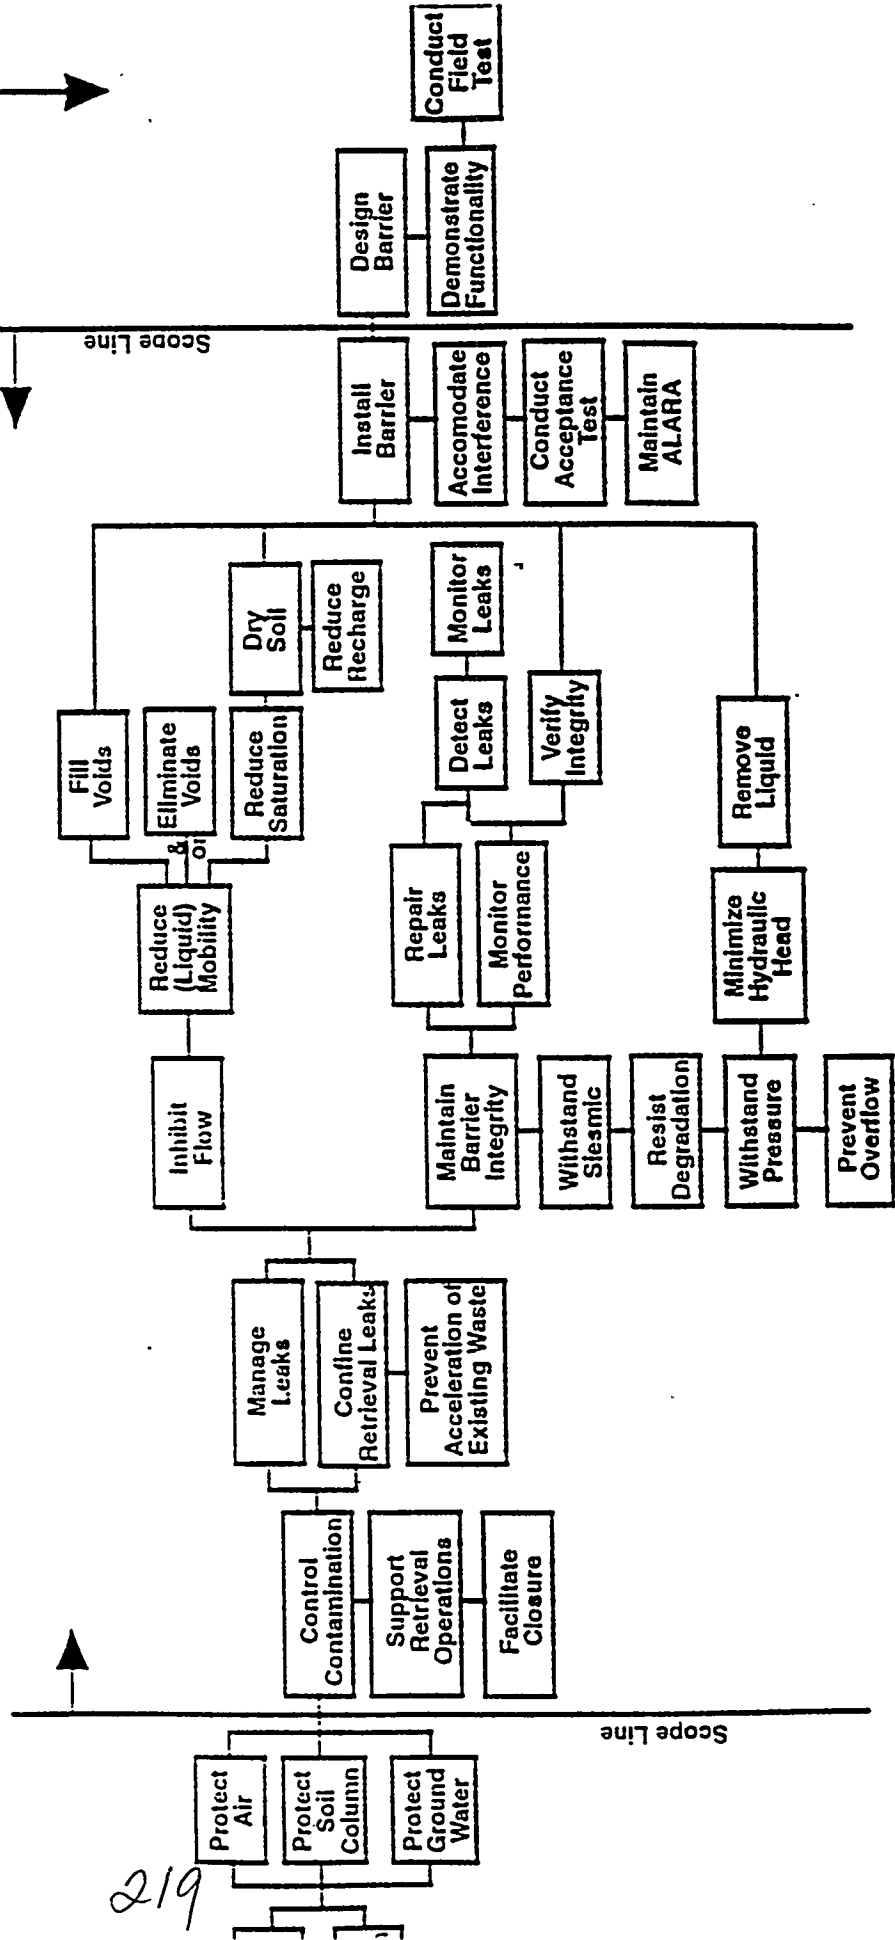 219
Protect
Air
Protect
Soil
Column
Protect
Ground
Water
Scope Line
Control
Contamination
Support
Retrieval
Operations
Facilitate
Closure
Manage
Leaks
Confine
Retrieval Leaks
Prevent
Acceleration of
Existing Waste
Inhibit
Flow
Maintain
Barrier
Integrity
Withstand
Siesmic
Resist
Degradation
Withstand
Pressure
Prevent
Overflow
Reduce
(Liquid)
Mobility
Repair
Leaks
Monitor
Performance
Minimize
Hydraulic
Head
&
or
Fill
Voids
Eliminate
Voids
Reduce
Saturation
Detect
Leaks
Verify
Integrity
Remove
Liquid
Dry
Soil
Reduce
Recharge
Monitor
Leaks
Install
Barrier
Accomodate
Interference
Conduct
Acceptance
Test
Maintain
ALARA
Scope Line
Design
Barrier
Demonstrate
Functionality
Conduct
Field
Test